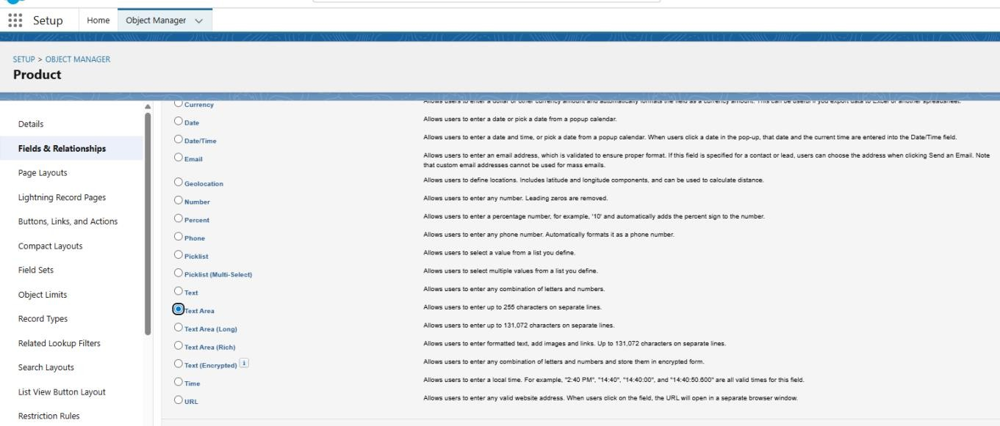 Setup
Home
Object Manager
SETUP > OBJECT MANAGER
Product
Details
Fields & Relationships
Page Layouts
Lightning Record Pages
Buttons, Links, and Actions
Compact Layouts
Field Sets
Object Limits
Record Types
Related Lookup Filters
Search Layouts
List View Button Layout
Restriction Rules
Currency
Allows users to enter a dollar or other currency amount and automatically formats the field as a currency amount. This can be useful if you export data to Excel or another spreadsheet.
Date
Allows users to enter a date or pick a date from a popup calendar.
Date/Time
Allows users to enter a date and time, or pick a date from a popup calendar. When users click a date in the pop-up, that date and the current time are entered into the Date/Time field.
Email
Allows users to enter an email address, which is validated to ensure proper format. If this field is specified for a contact or lead, users can choose the address when clicking Send an Email. Note
that custom email addresses cannot be used for mass emails.
Geolocation
Allows users to define locations. Includes latitude and longitude components, and can be used to calculate distance.
Number
Allows users to enter any number. Leading zeros are removed.
Percent
Allows users to enter a percentage number, for example, '10' and automatically adds the percent sign to the number.
Phone
Allows users to enter any phone number. Automatically formats it as a phone number.
Picklist
Allows users to select a value from a list you define.
Picklist (Multi-Select)
Allows users to select multiple values from a list you define.
Text
Allows users to enter any combination of letters and numbers.
Text Area
Allows users to enter up to 255 characters on separate lines.
Text Area (Long)
Allows users to enter up to 131,072 characters on separate lines.
Text Area (Rich)
Allows users to enter formatted text, add images and links. Up to 131,072 characters on separate lines.
Text (Encrypted) i
Allows users to enter any combination of letters and numbers and store them in encrypted form.
Time
Allows users to enter a local time. For example, "2:40 PM", "14:40", "14:40:00", and "14:40:50.600" are all valid times for this field.
URL
Allows users to enter any valid website address. When users click on the field, the URL will open in a separate browser window.